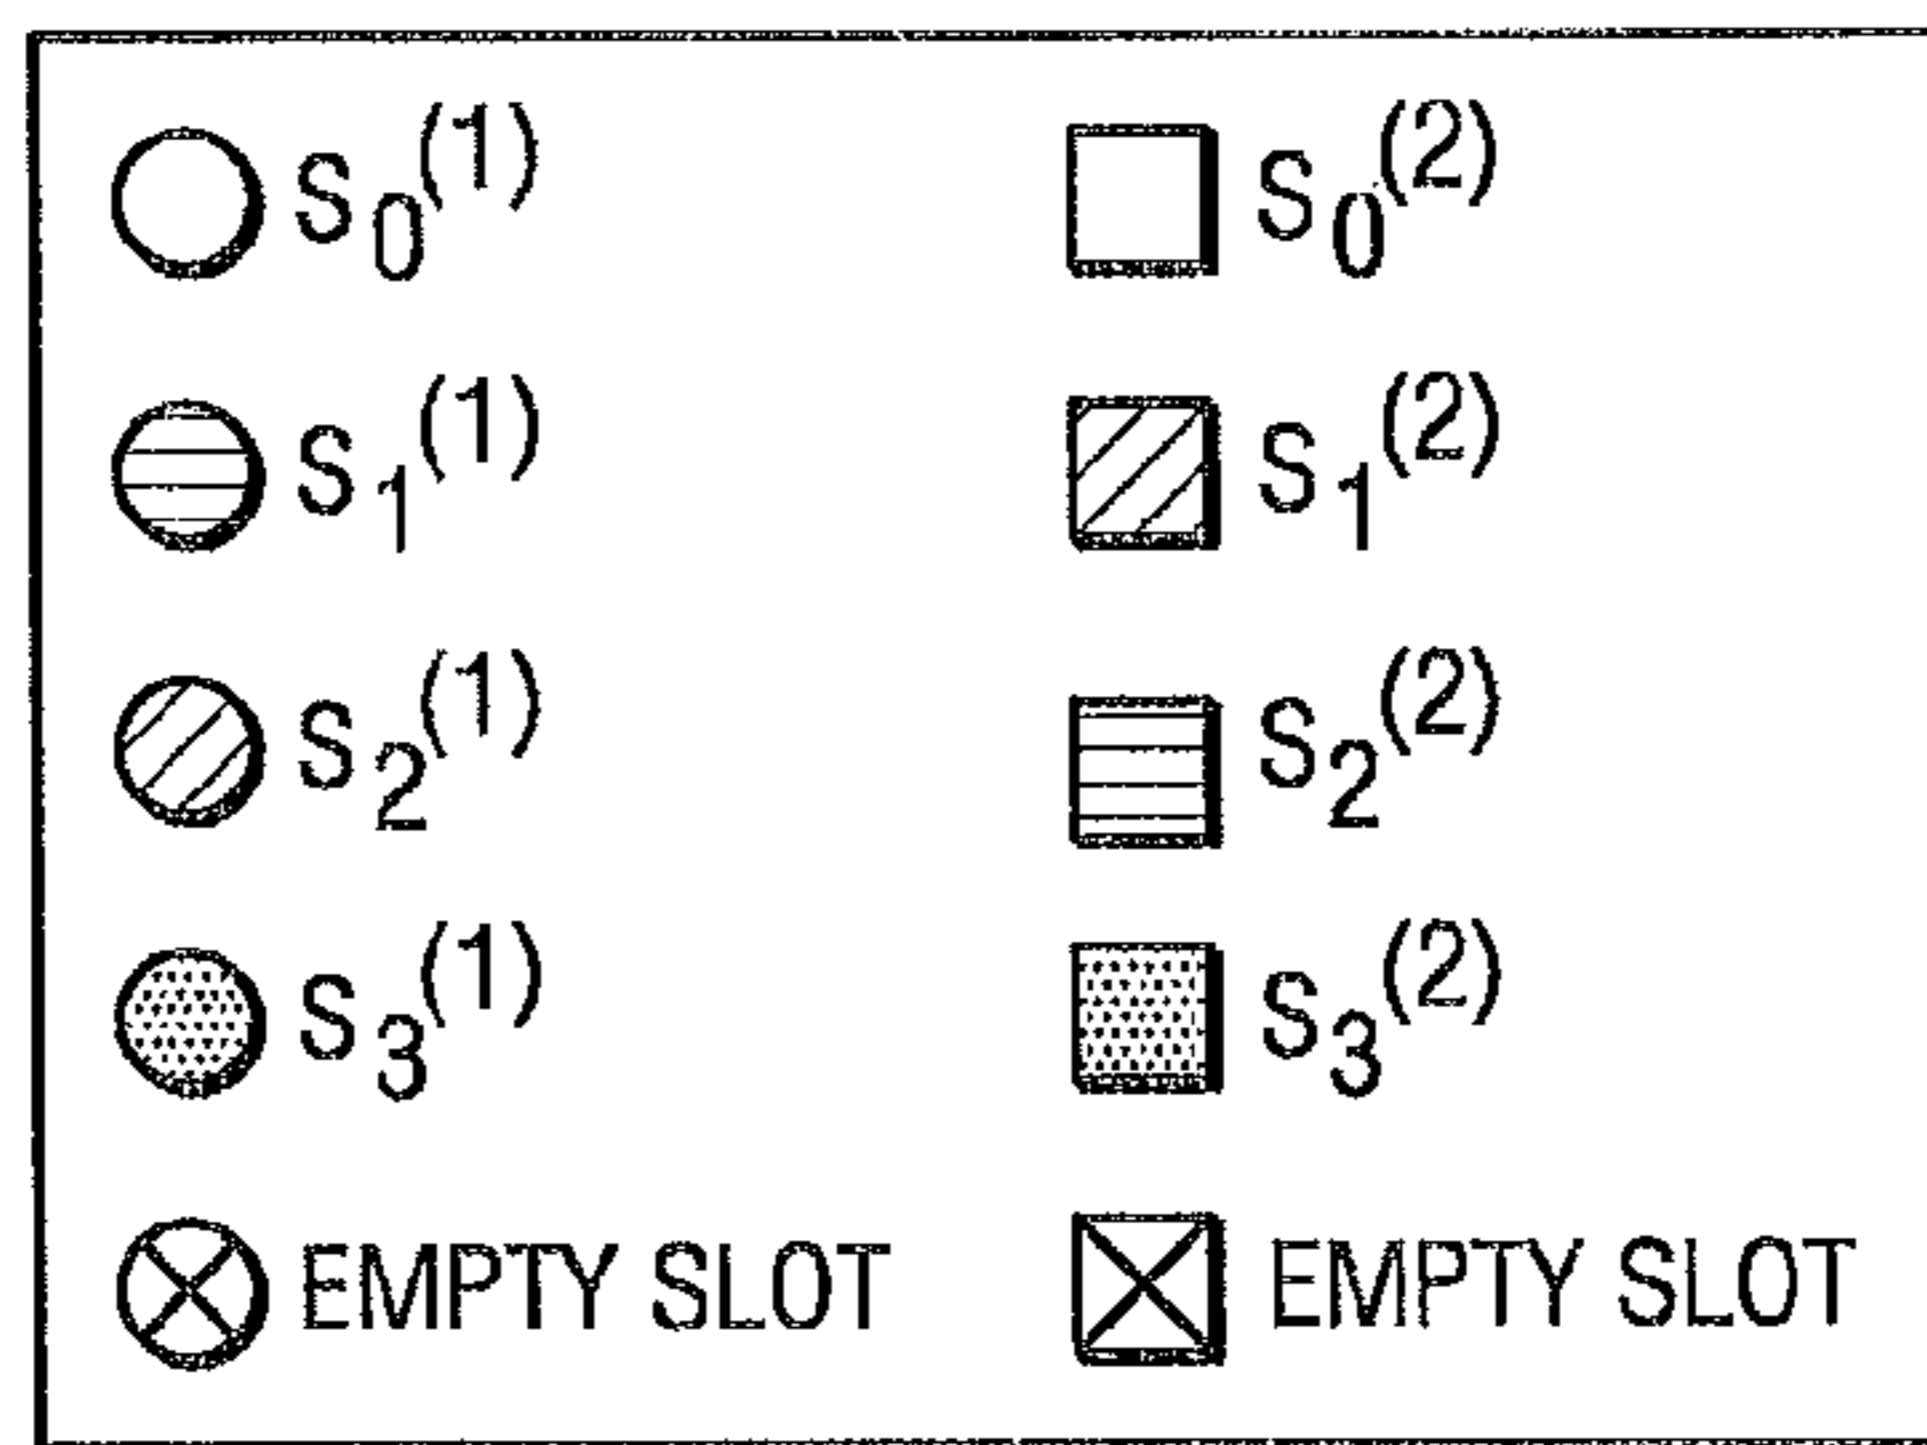 S0(1) S0(2)
S1(1) S1(2)
S2(1) S2(2)
S3(1) S3(2)
EMPTY SLOT EMPTY SLOT